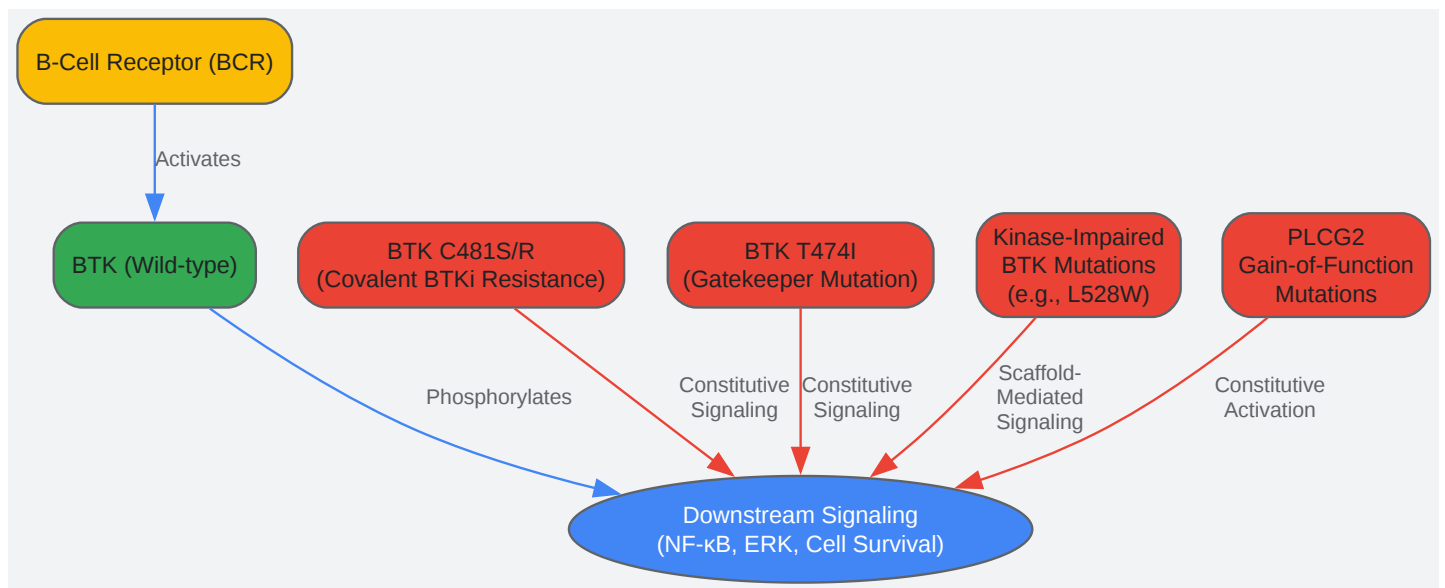 B-Cell Receptor (BCR)
Activates
BTK (Wild-type)
BTK C481S/R
(Covalent BTKi Resistance)
BTK T474I
(Gatekeeper Mutation)
Kinase-Impaired
BTK Mutations
(e.g., L528W)
PLCG2
Gain-of-Function
Mutations
Phosphorylates
Constitutive
Signaling
Constitutive
Signaling
Scaffold-
Mediated
Signaling
Constitutive
Activation
Downstream Signaling
(NF-κB, ERK, Cell Survival)